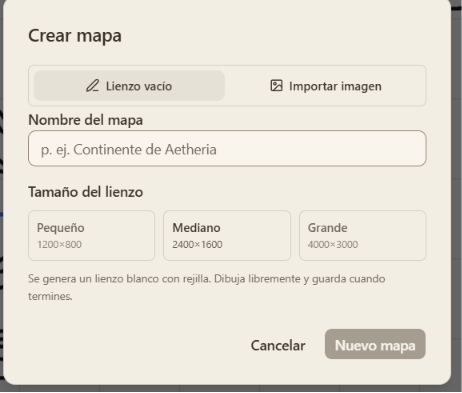 Crear mapa
Lienzo vacío
Importar imagen
Nombre del mapa
p. ej. Continente de Aetheria
Tamaño del lienzo
Pequeño
1200×800
Mediano
2400×1600
Grande
4000×3000
Se genera un lienzo blanco con rejilla. Dibuja libremente y guarda cuando
termines.
Cancelar
Nuevo mapa